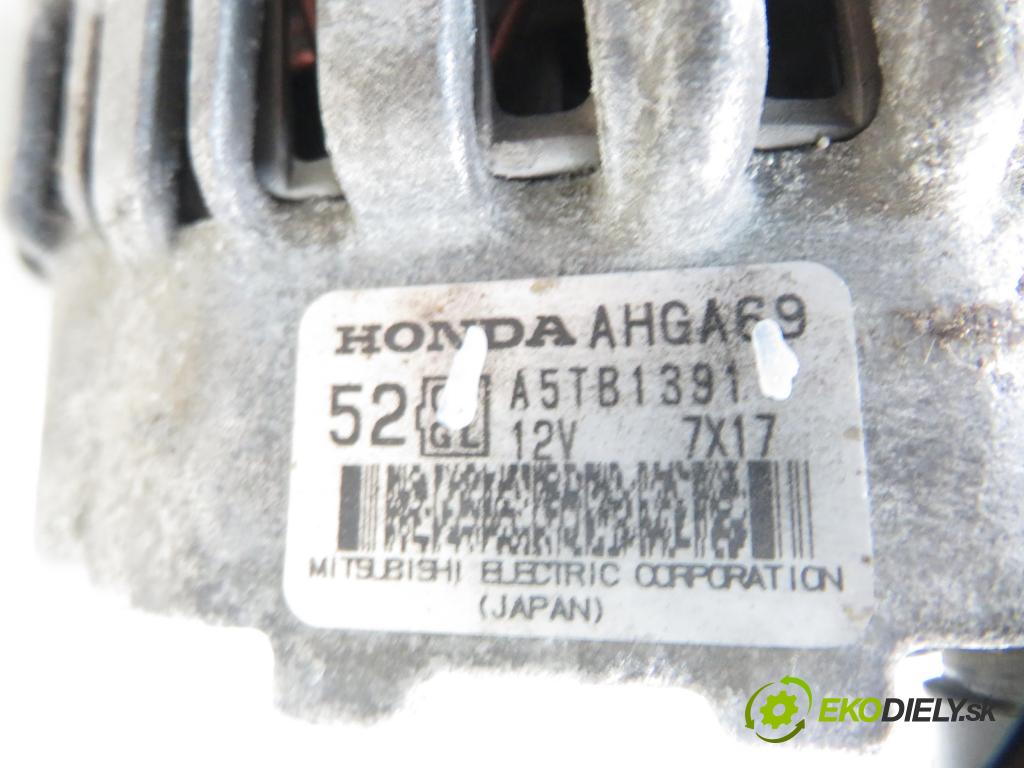 HONDA AHGA69
52 A5TB1391
12V 7X17
MITSUBISHI ELECTRIC CORPORATION
(JAPAN)
EKODIELY.sk